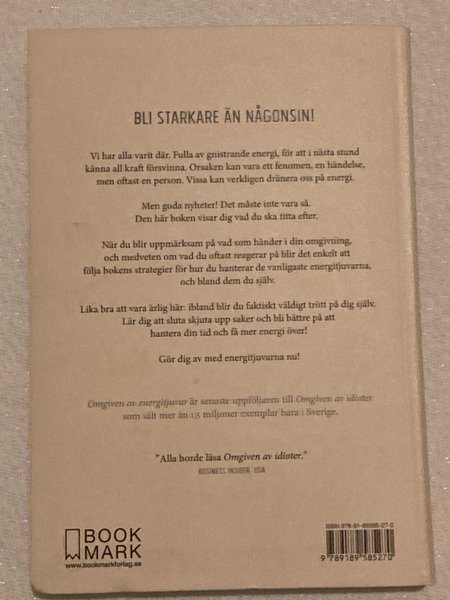 BLI STARKARE ÄN NÅGONSIN!
Vi har alla varit där. Fulla av gnistrande energi, för att i nästa stund
känna all kraft försvinna. Orsaken kan vara ett fenomen, en händelse,
men oftast en person. Vissa kan verkligen dränera oss på energi.
Men goda nyheter! Det måste inte vara så.
Den här boken visar dig vad du ska titta efter.
När du blir uppmärksam på vad som händer i din omgivning,
och medveten om vad du oftast reagerar på blir det enkelt att
följa bokens strategier för hur du hanterar de vanligaste energitjuvarna,
och bland dem du själv.
Lika bra att vara ärlig här: ibland blir du faktiskt väldigt trött på dig själv.
Lär dig att sluta skjuta upp saker och bli bättre på att
hantera din tid och få mer energi över!
Gör dig av med energitjuvarna nu!
Omgiven av energitjuvar är senaste uppföljaren till Omgiven av idioter
som sålt mer än 1,5 miljoner exemplar bara i Sverige.
"Alla borde läsa Omgiven av idioter."
BUSINESS INSIDER, USA
BOOK
MARK
www.bookmarkforlag.se
ISBN 978-91-89585-27-0
9 789189 585270